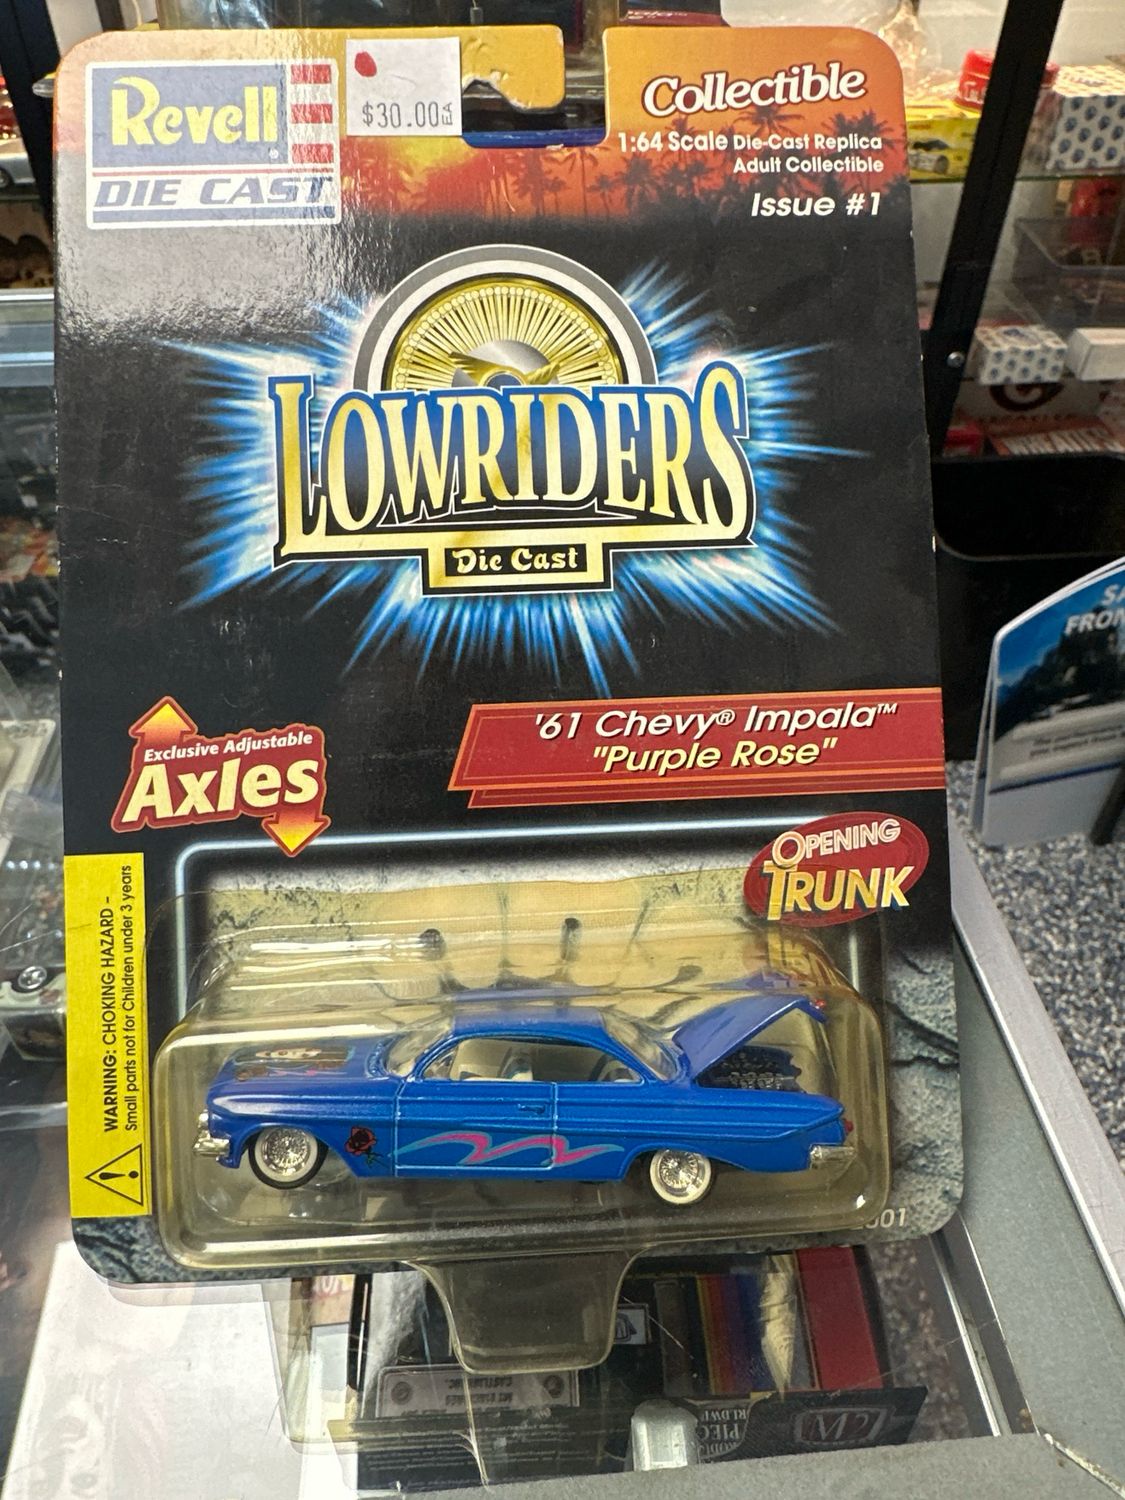 Revell
DIE CAST
$30.00EA
Collectible
1:64 Scale Die-Cast Replica
Adult Collectible
Issue #1
LOWRIDERS
Die Cast
'61 Chevy® Impala™
"Purple Rose"
Exclusive Adjustable
Axles
OPENING
TRUNK
WARNING: CHOKING HAZARD –
Small parts not for Children under 3 years
FRON